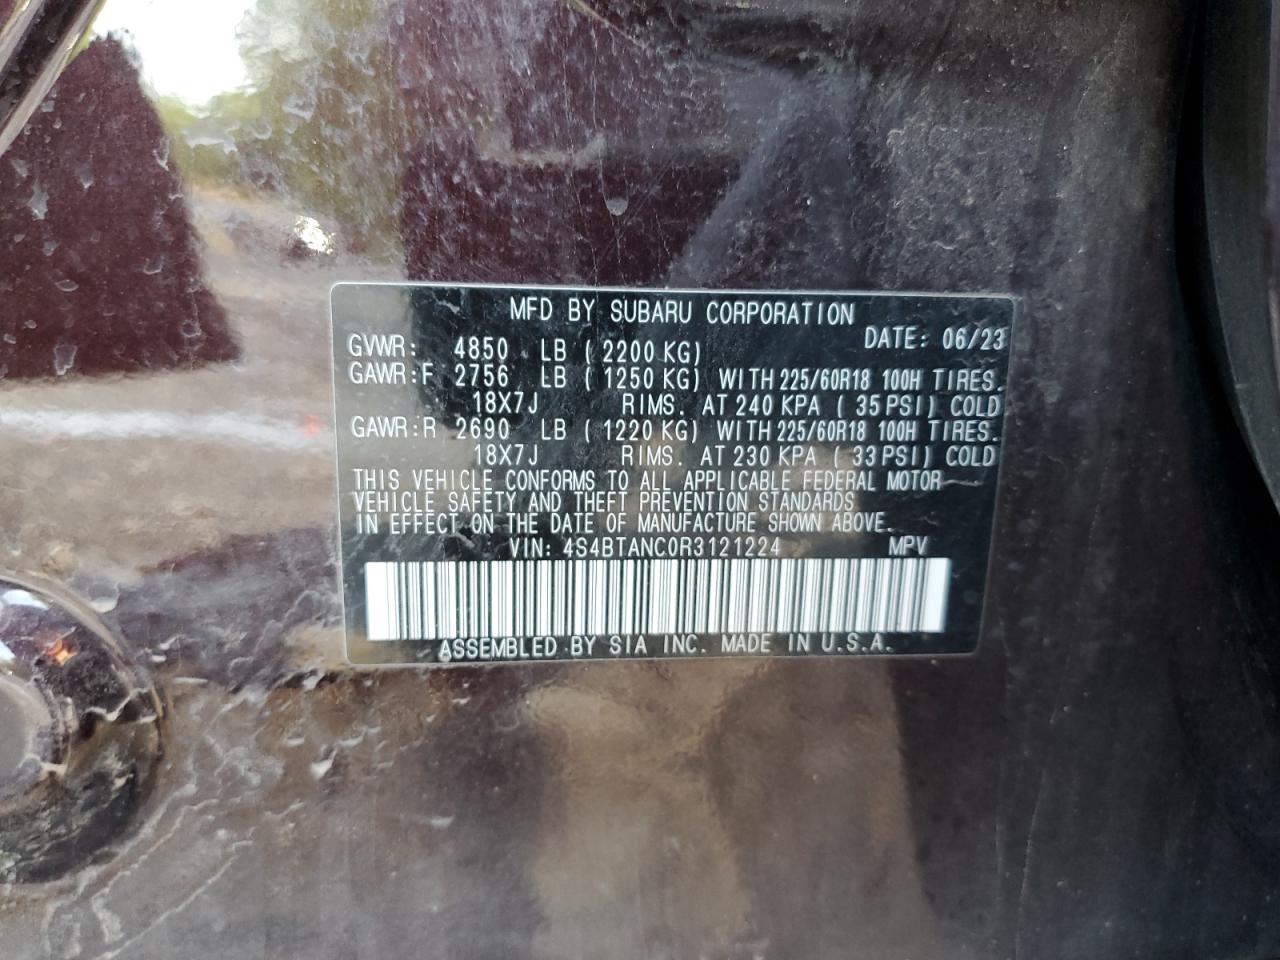 MFD BY SUBARU CORPORATION
DATE: 06/23
GVWR: 4850 LB (2200 KG)
GAWR:F 2756 LB (1250 KG) WITH 225/60R18 100H TIRES.
18X7J RIMS. AT 240 KPA (35 PSI) COLD
GAWR:R 2690 LB (1220 KG) WITH 225/60R18 100H TIRES.
18X7J RIMS. AT 230 KPA (33 PSI) COLD
THIS VEHICLE CONFORMS TO ALL APPLICABLE FEDERAL MOTOR
VEHICLE SAFETY AND THEFT PREVENTION STANDARDS
IN EFFECT ON THE DATE OF MANUFACTURE SHOWN ABOVE.
VIN: 4S4BTANC0R3121224 MPV
ASSEMBLED BY SIA INC. MADE IN U.S.A.